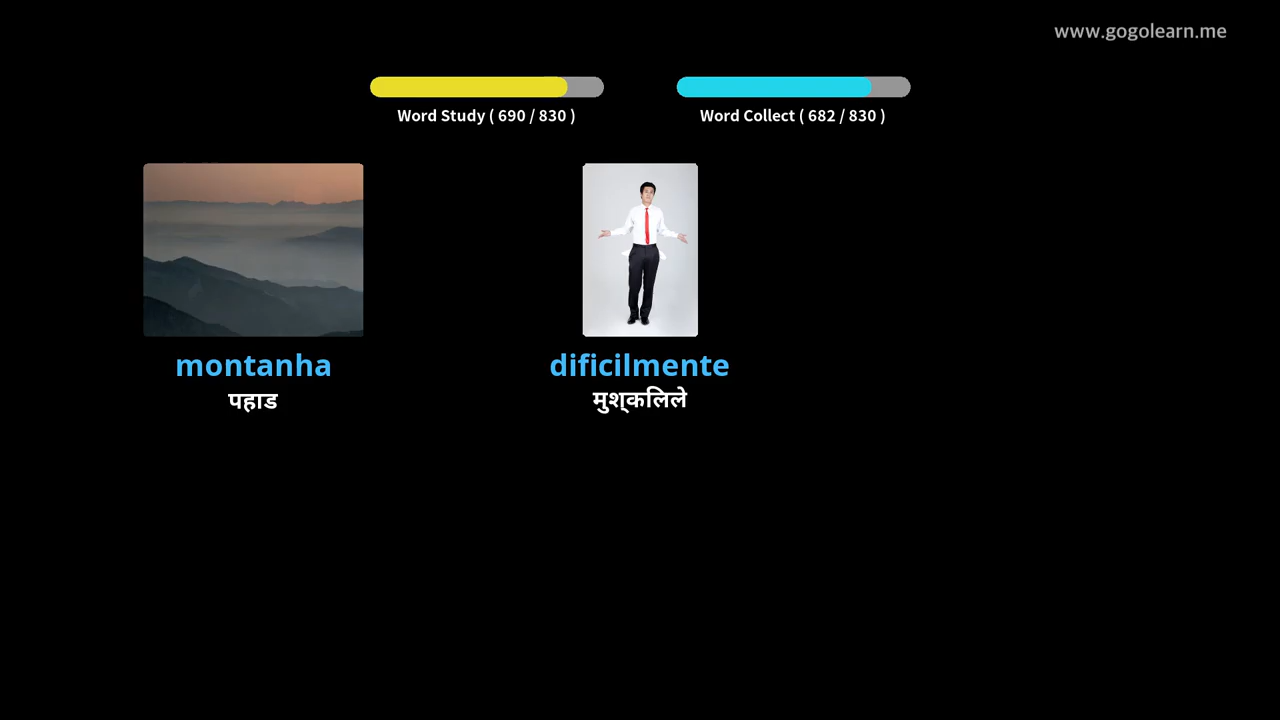 www.gogolearn.me
Word Study ( 690 / 830 )
Word Collect ( 682 / 830 )
montanha
dificilmente
पहाड
मुश्कलिले